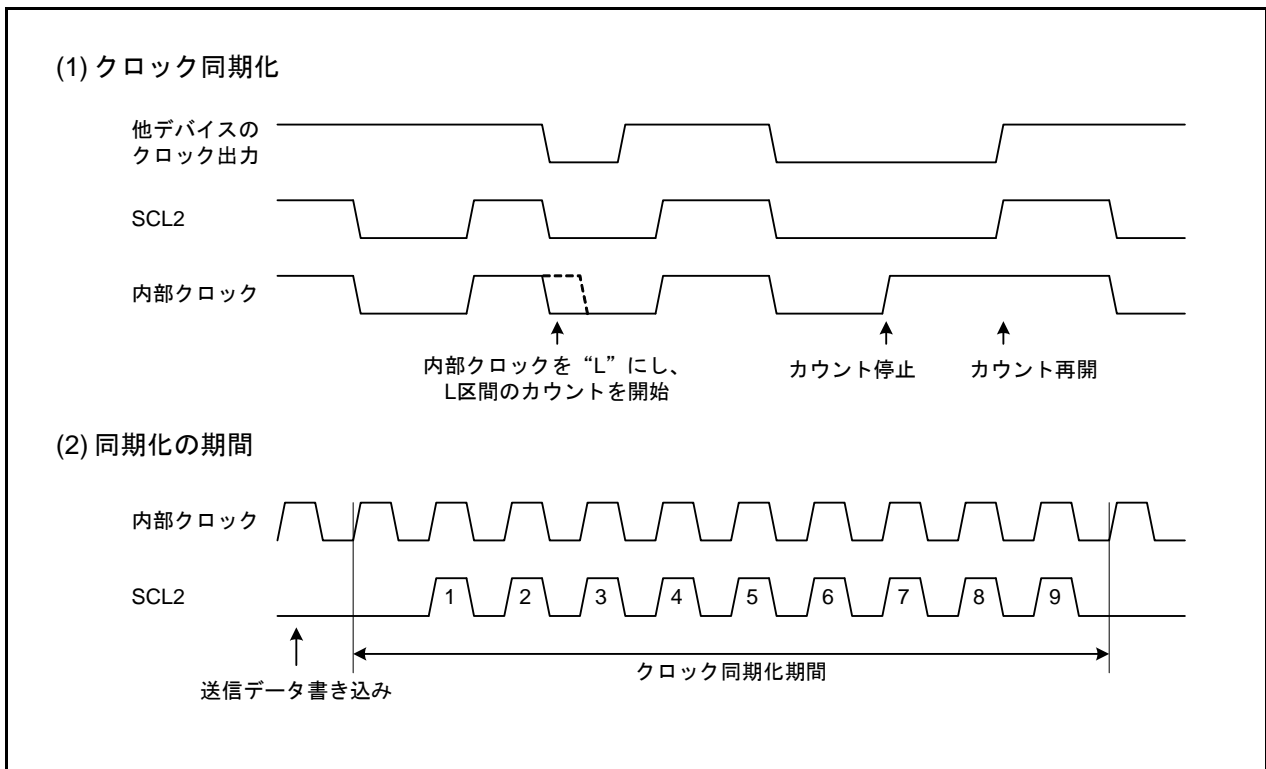 (1) クロック同期化
他デバイスの
クロック出力
SCL2
内部クロック
内部クロックを“L”にし、
L区間のカウントを開始
カウント停止
カウント再開
(2) 同期化の期間
内部クロック
SCL2
1 2 3 4 5 6 7 8 9
クロック同期化期間
送信データ書き込み